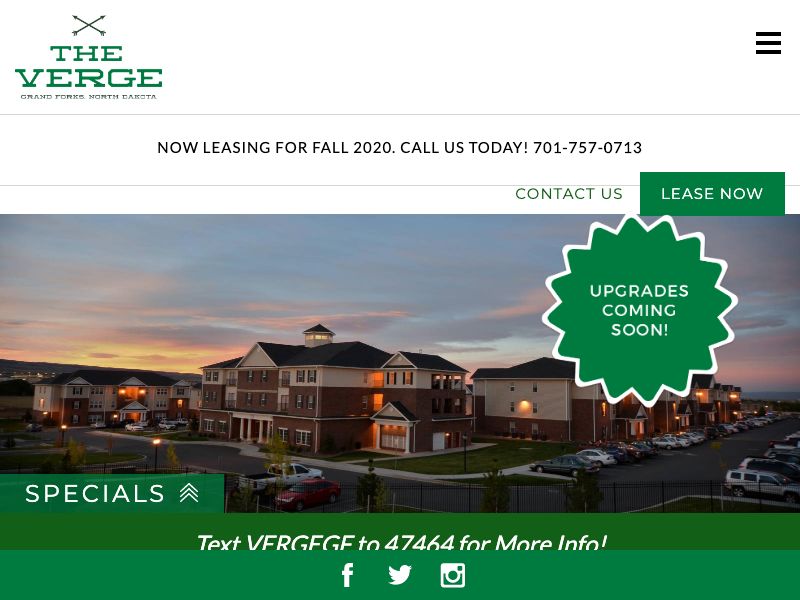 THE
VERGE
GRAND FORKS, NORTH DAKOTA
NOW LEASING FOR FALL 2020. CALL US TODAY! 701-757-0713
CONTACT US
LEASE NOW
UPGRADES
COMING
SOON!
SPECIALS
Text VERGEGF to 47464 for More Info!